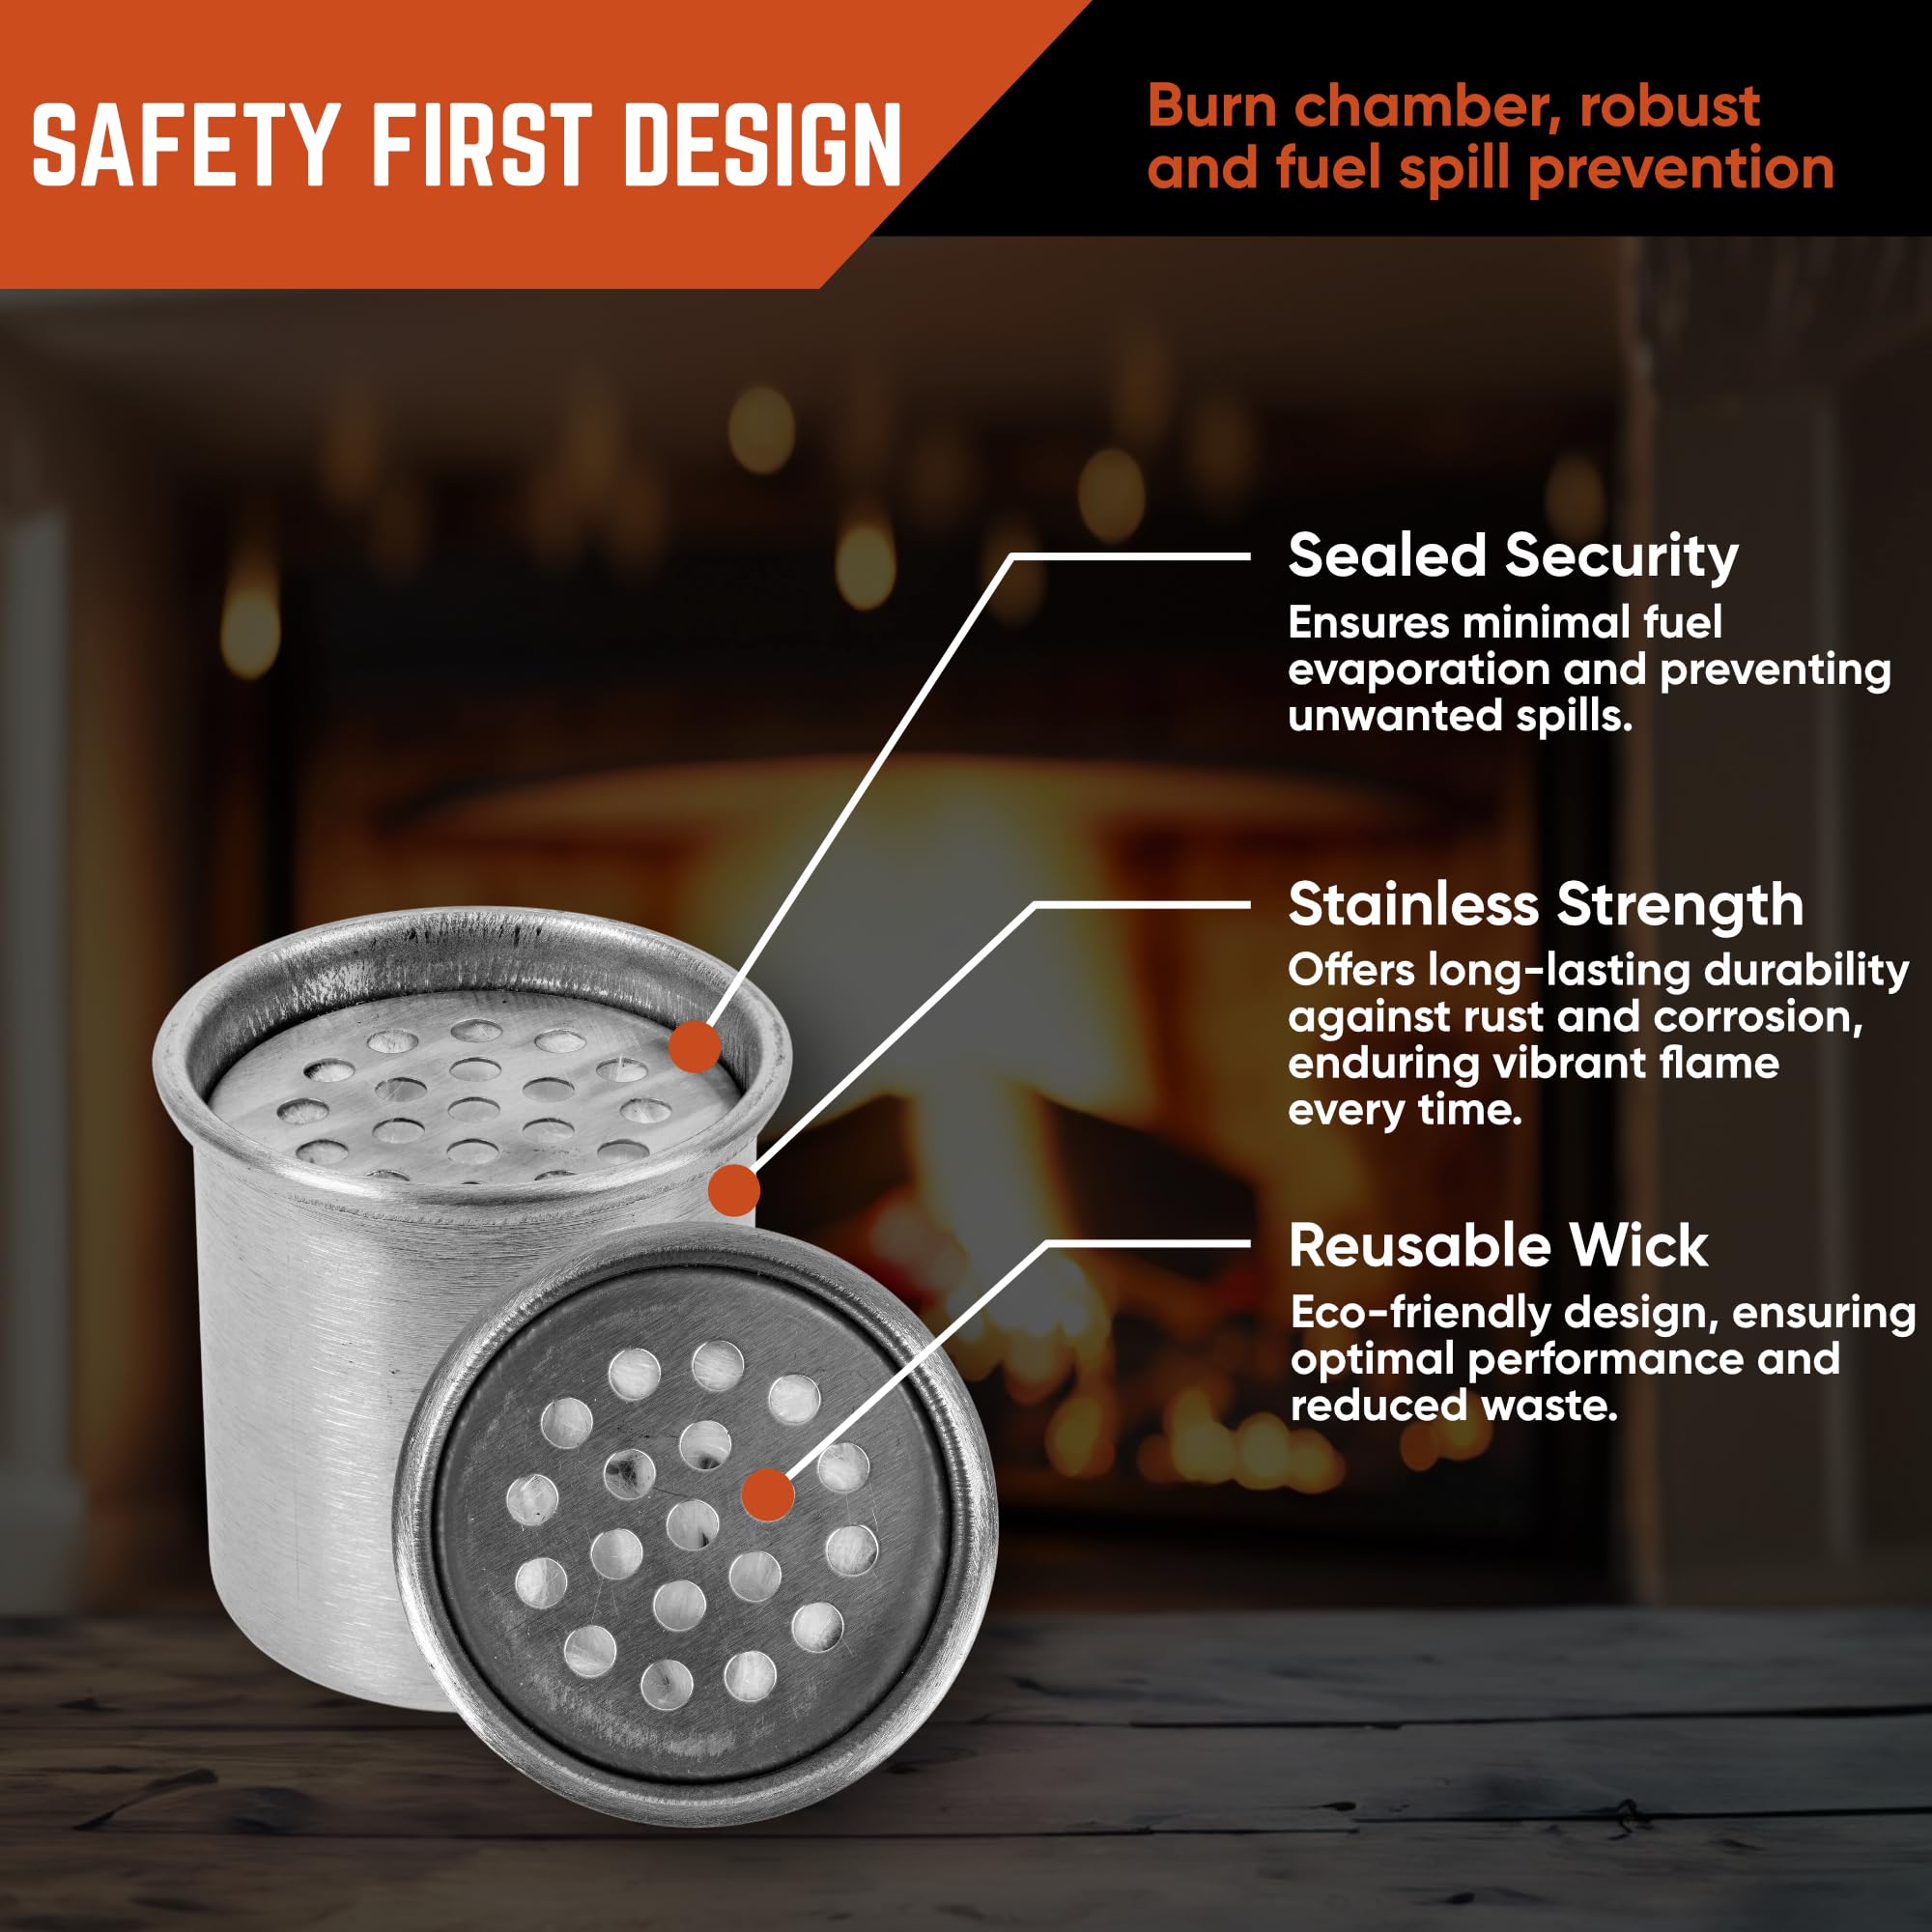 SAFETY FIRST DESIGN
Burn chamber, robust
and fuel spill prevention
Sealed Security
Ensures minimal fuel
evaporation and preventing
unwanted spills.
Stainless Strength
Offers long-lasting durability
against rust and corrosion,
enduring vibrant flame
every time.
Reusable Wick
Eco-friendly design, ensuring
optimal performance and
reduced waste.